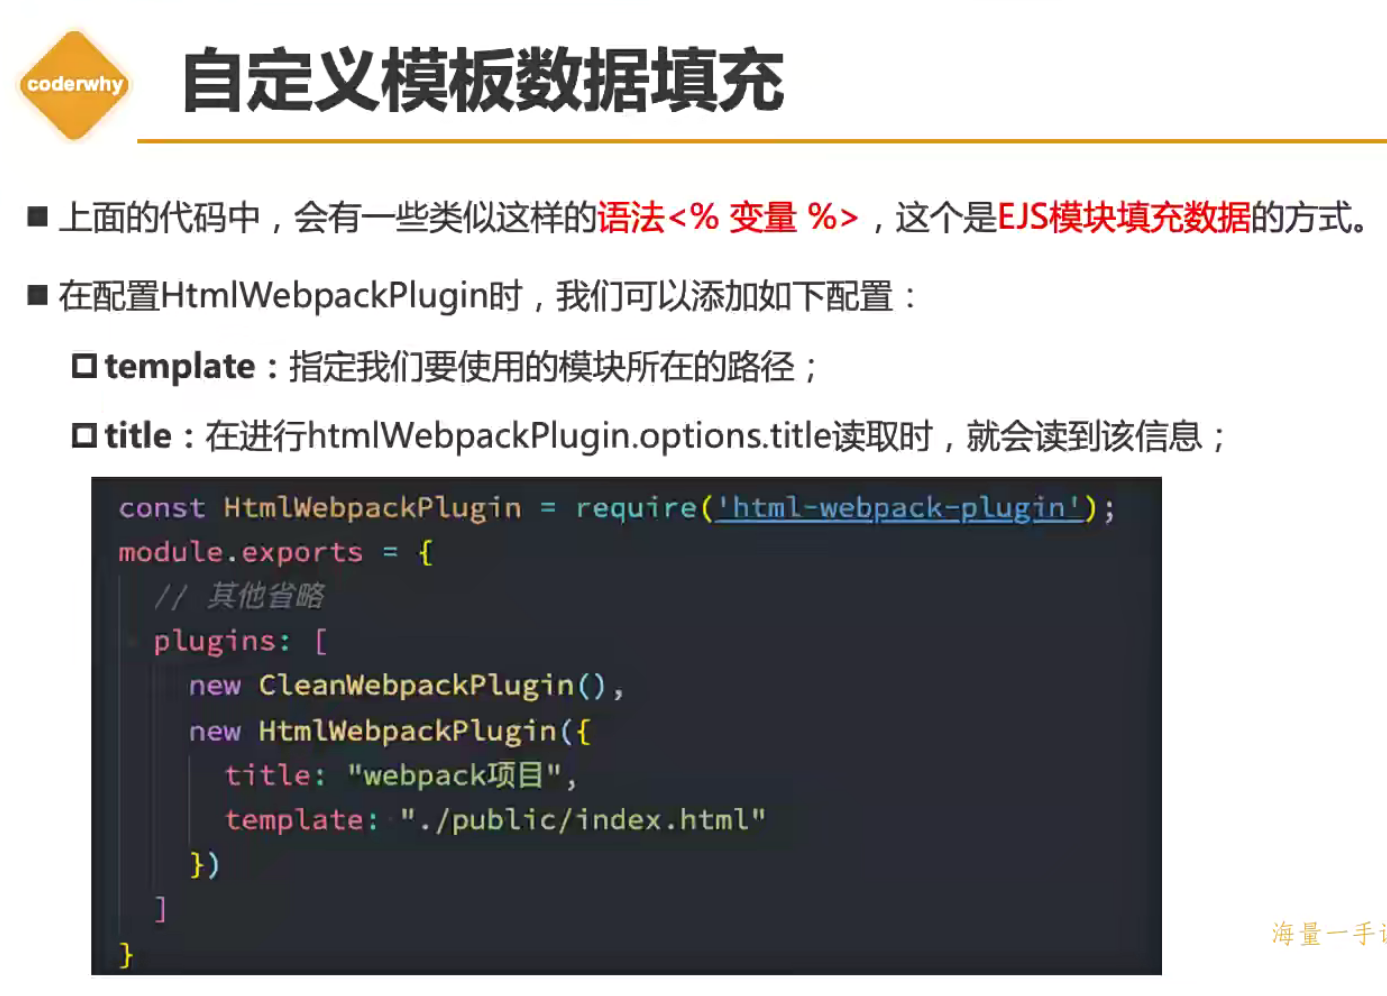 coderwhy
自定义模板数据填充
■ 上面的代码中，会有一些类似这样的语法<% 变量 %>，这个是EJS模块填充数据的方式。
■ 在配置HtmlWebpackPlugin时，我们可以添加如下配置：
template：指定我们要使用的模块所在的路径；
title：在进行htmlWebpackPlugin.options.title读取时，就会读到该信息；
const HtmlWebpackPlugin = require('html-webpack-plugin');
module.exports = {
// 其他省略
plugins: [
new CleanWebpackPlugin(),
new HtmlWebpackPlugin({
title: "webpack项目",
template: "./public/index.html"
})
]
}
海量一手